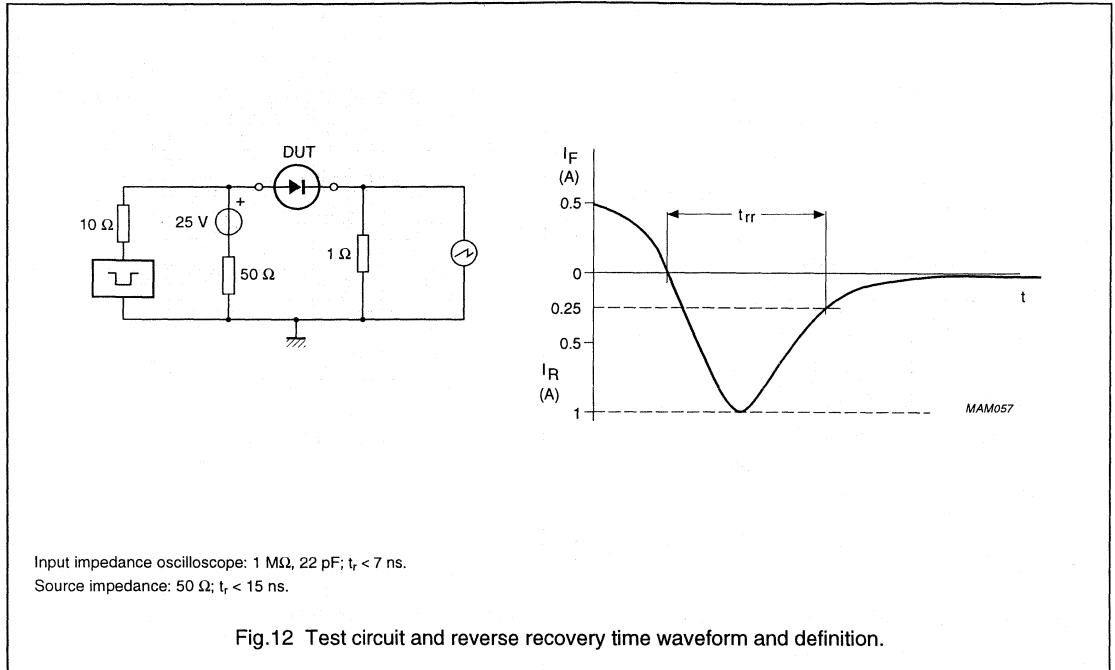 DUT
+
10 Ω
25 V
50 Ω
1 Ω
I_F
(A)
0.5
t_rr
0
0.25
t
0.5
I_R
(A)
1
MAM057
Input impedance oscilloscope: 1 MΩ, 22 pF; t_r < 7 ns.
Source impedance: 50 Ω; t_r < 15 ns.
Fig.12 Test circuit and reverse recovery time waveform and definition.